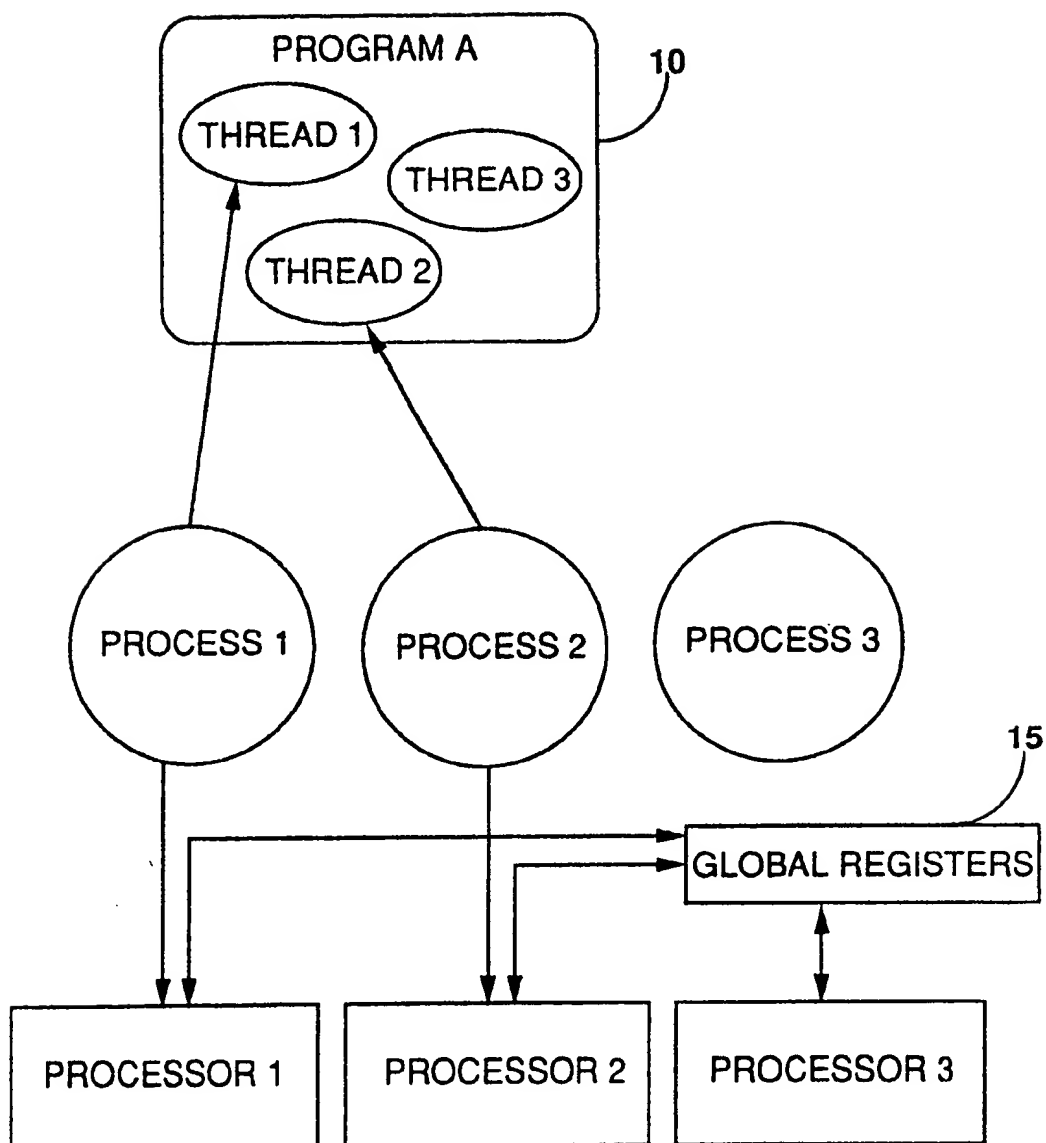 PROGRAM A
10
THREAD 1
THREAD 3
THREAD 2
PROCESS 1
PROCESS 2
PROCESS 3
15
GLOBAL REGISTERS
PROCESSOR 1
PROCESSOR 2
PROCESSOR 3